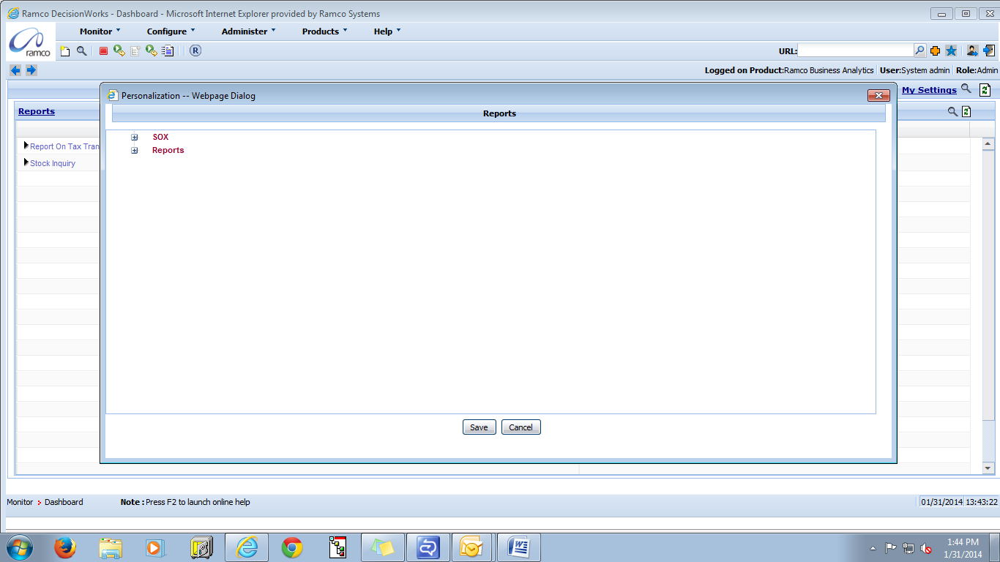 Ramco DecisionWorks - Dashboard - Microsoft Internet Explorer provided by Ramco Systems
ramco
Monitor Configure Administer Products Help
R URL:
Logged on Product:Ramco Business Analytics User:System admin Role:Admin
Personalization -- Webpage Dialog
My Settings
Reports
Reports
SOX
Reports
Report On Tax Tran
Stock Inquiry
Save Cancel
Monitor Dashboard Note : Press F2 to launch online help 01/31/2014 13:43:22
1:44 PM
1/31/2014